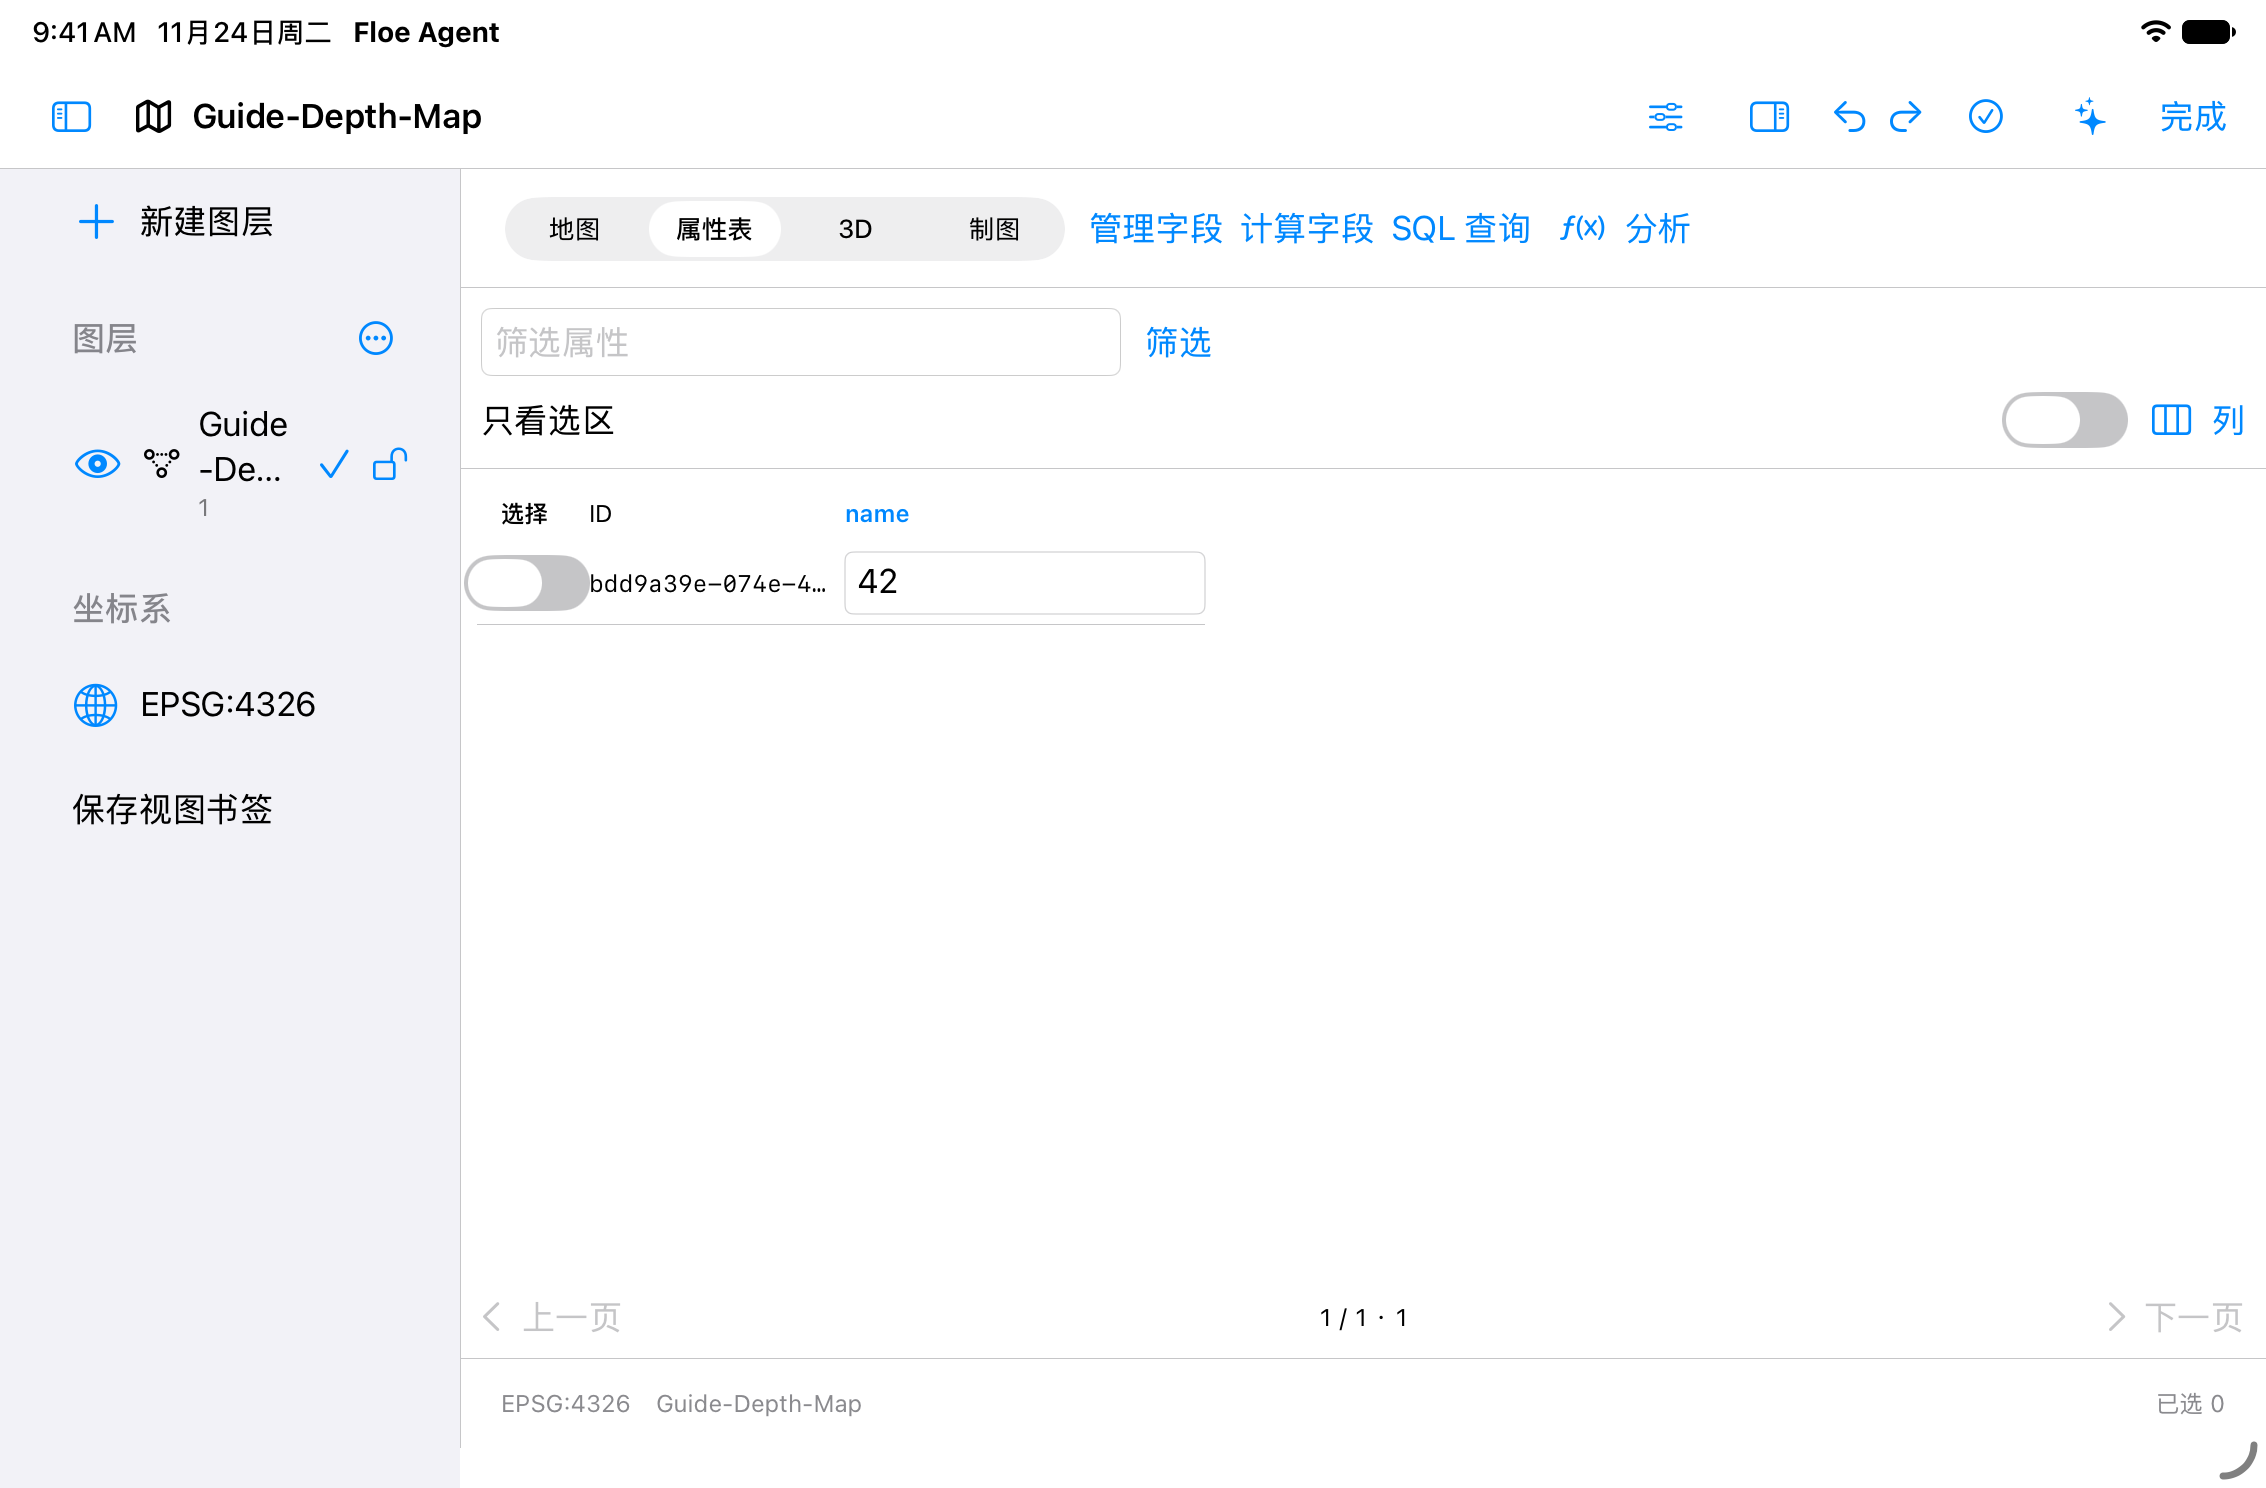 9:41 AM 11月24日周二 Floe Agent
Guide-Depth-Map
完成
新建图层
图层
Guide
-De...
1
坐标系
EPSG:4326
保存视图书签
地图 属性表 3D 制图 管理字段 计算字段 SQL 查询 f(x) 分析
筛选属性 筛选
只看选区 列
选择 ID name
bdd9a39e-074e-4... 42
上一页 1 / 1 · 1 下一页
EPSG:4326 Guide-Depth-Map 已选 0